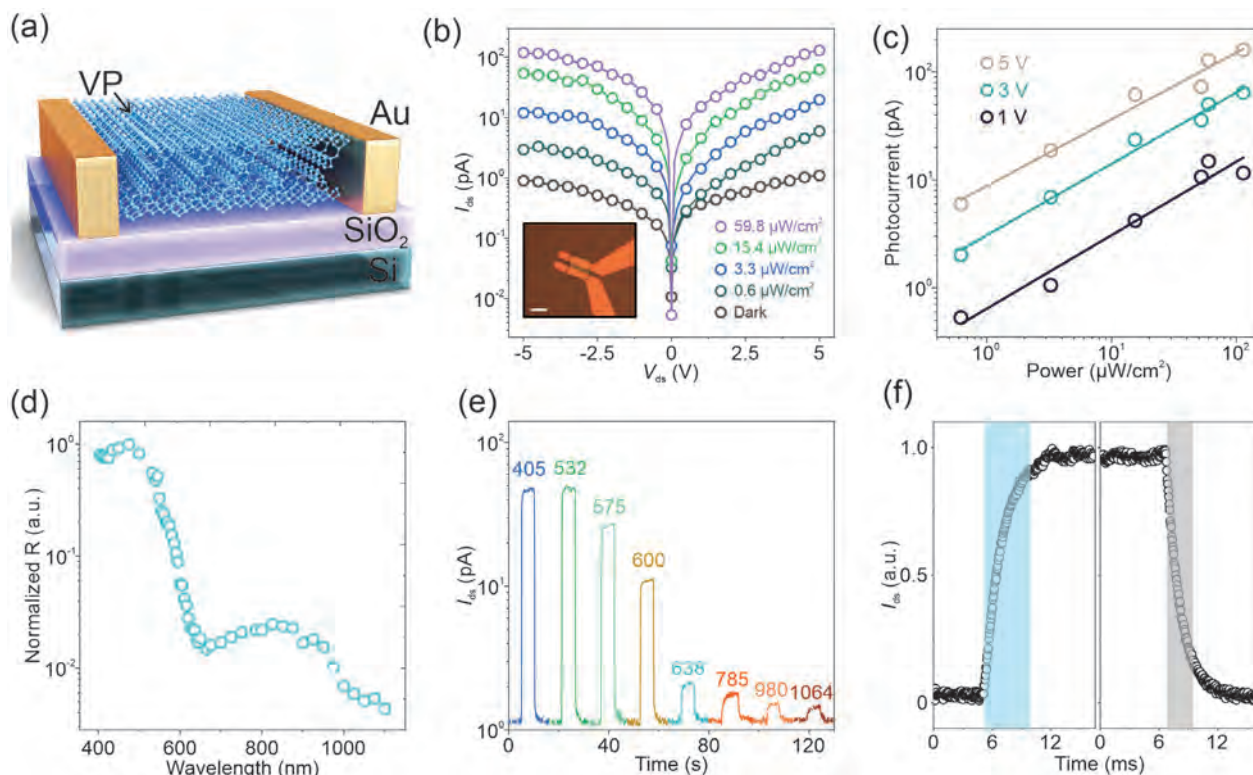 (a)
VP
Au
SiO2
Si
(b)
Ids (pA)
10^2
10^1
10^0
10^-1
10^-2
59.8 μW/cm²
15.4 μW/cm²
3.3 μW/cm²
0.6 μW/cm²
Dark
-5 -2.5 0 2.5 5
Vds (V)
(c)
Photocurrrent (pA)
10^2
10^1
10^0
5 V
3 V
1 V
10^0 10^1 10^2
Power (μW/cm²)
(d)
Normalized R (a.u.)
10^0
10^-1
10^-2
400 600 800 1000
Wavelength (nm)
(e)
Ids (pA)
10^2
10^1
10^0
405 532
575
600
638
785
980 1064
0 40 80 120
Time (s)
(f)
Ids (a.u.)
1.0
0.5
0
0 6 12 0 6 12
Time (ms)